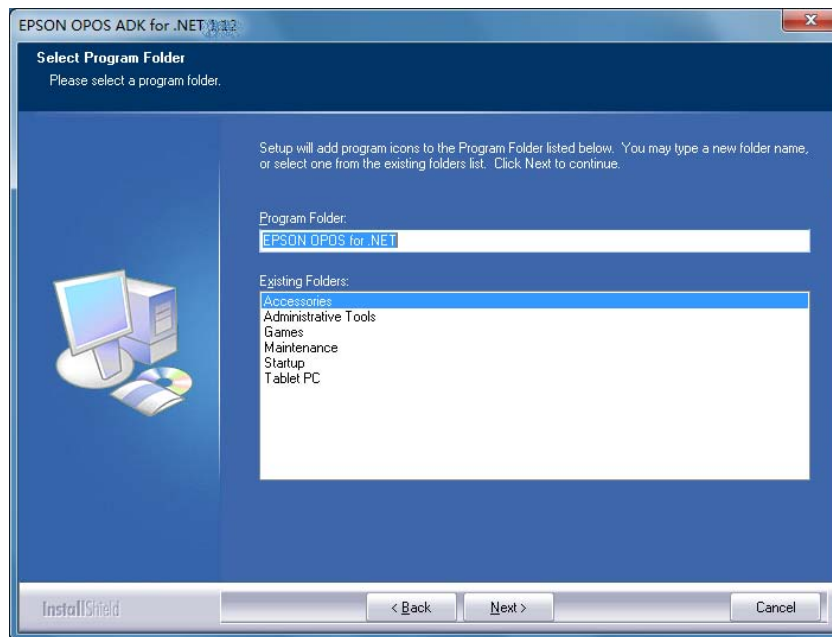 EPSON OPOS ADK for .NET 1.12
Select Program Folder
Please select a program folder.
Setup will add program icons to the Program Folder listed below.  You may type a new folder name,
or select one from the existing folders list.  Click Next to continue.
Program Folder:
EPSON OPOS for .NET
Existing Folders:
Accessories
Administrative Tools
Games
Maintenance
Startup
Tablet PC
InstallShield
< Back
Next >
Cancel